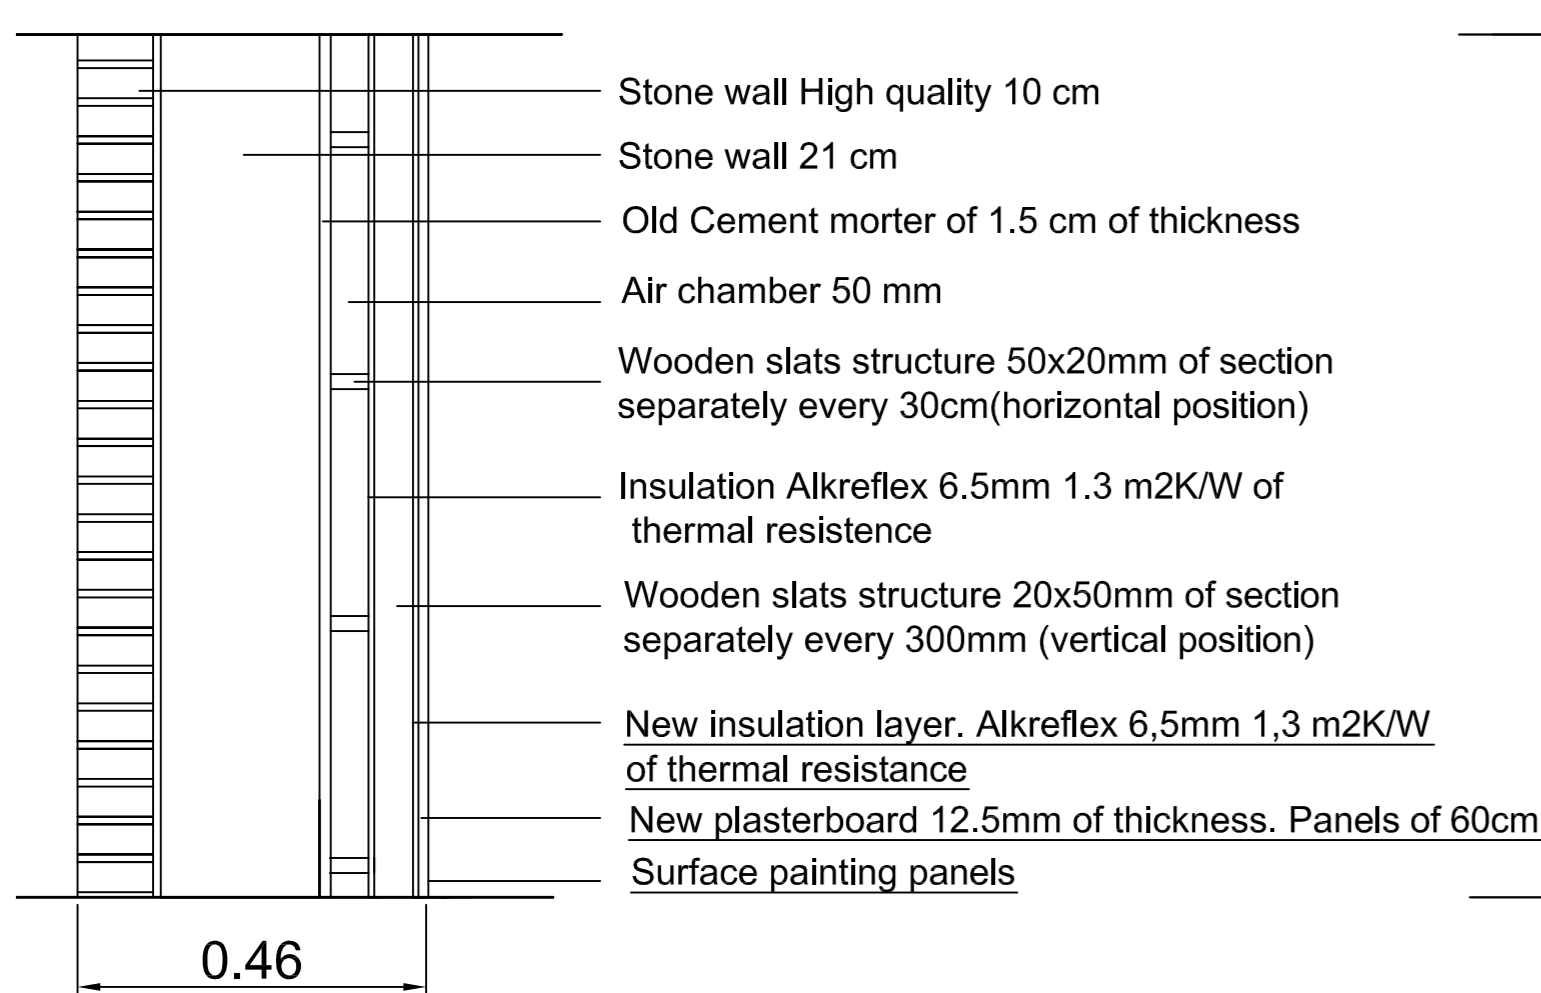 Stone wall High quality 10 cm
Stone wall 21 cm
Old Cement morter of 1.5 cm of thickness
Air chamber 50 mm
Wooden slats structure 50x20mm of section
separately every 30cm(horizontal position)
Insulation Alkreflex 6.5mm 1.3 m2K/W of
thermal resistence
Wooden slats structure 20x50mm of section
separately every 300mm (vertical position)
New insulation layer. Alkreflex 6,5mm 1,3 m2K/W
of thermal resistance
New plasterboard 12.5mm of thickness. Panels of 60cm
Surface painting panels
0.46